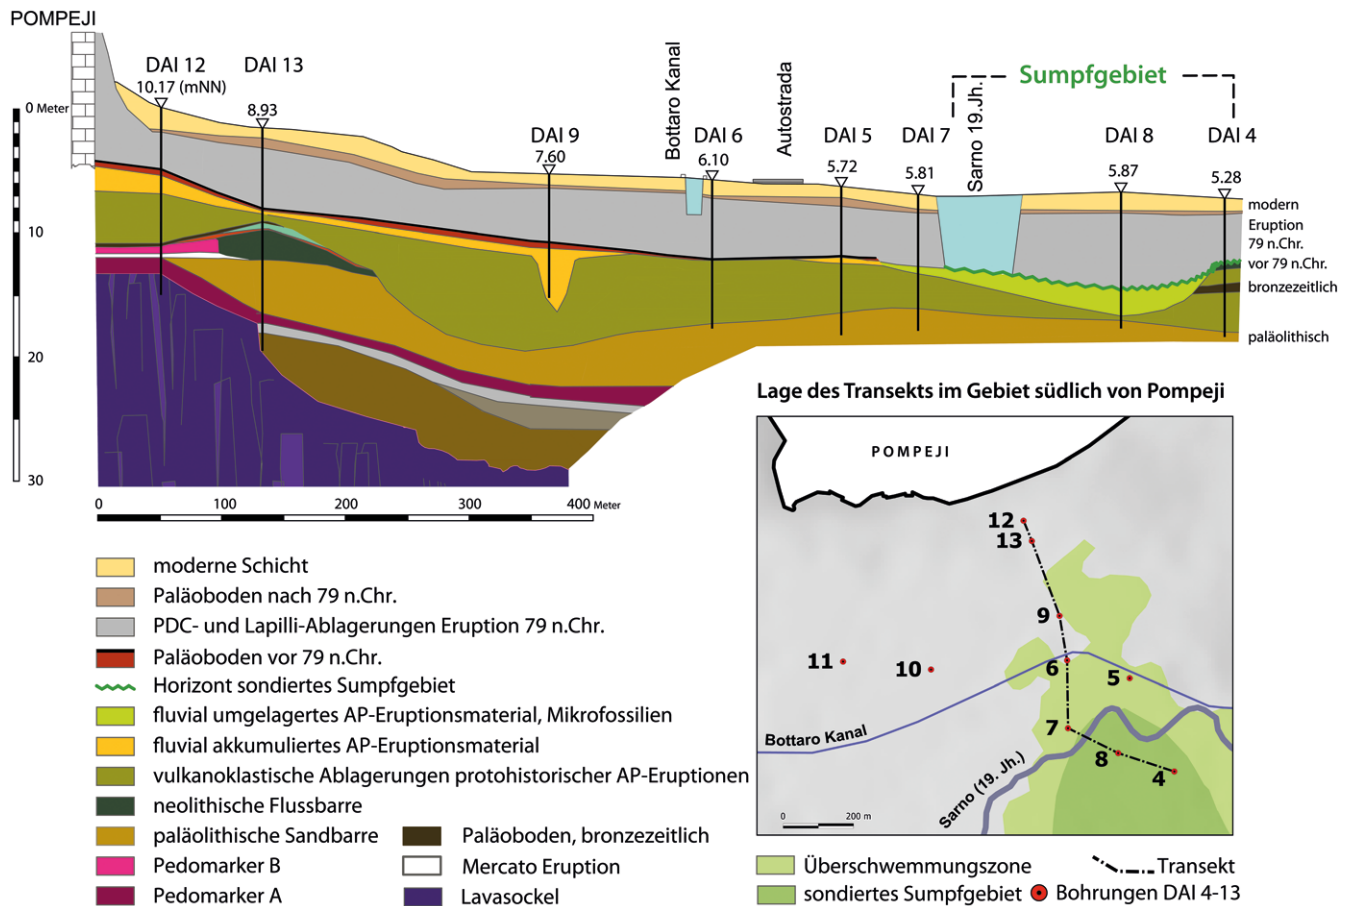 POMPEJI
DAI 12
10.17 (mNN)
DAI 13
8.93
DAI 9
7.60
Bottaro Kanal
DAI 6
6.10
Autostrada
DAI 5
5.72
DAI 7
5.81
Sarno 19.Jh.
Sumpfgebiet
DAI 8
5.87
DAI 4
5.28
0 Meter
10
20
30
modern
Eruption
79 n.Chr.
vor 79 n.Chr.
bronzezeitlich
paläolithisch
0 100 200 300 400 Meter
moderne Schicht
Paläoboden nach 79 n.Chr.
PDC- und Lapilli-Ablagerungen Eruption 79 n.Chr.
Paläoboden vor 79 n.Chr.
Horizont sondiertes Sumpfgebiet
fluvial umgelagertes AP-Eruptionsmaterial, Mikrofossilien
fluvial akkumuliertes AP-Eruptionsmaterial
vulkanoklastische Ablagerungen protohistorischer AP-Eruptionen
neolithische Flussbarre
paläolithische Sandbarre
Pedomarker B
Pedomarker A
Paläoboden, bronzezeitlich
Mercato Eruption
Lavasockel
Lage des Transekts im Gebiet südlich von Pompeji
POMPEJI
12
13
9
11
10
6
5
7
8
4
Bottaro Kanal
Sarno (19. Jh.)
0 200 m
Überschwemmungszone
sondiertes Sumpfgebiet
Transekt
Bohrungen DAI 4-13